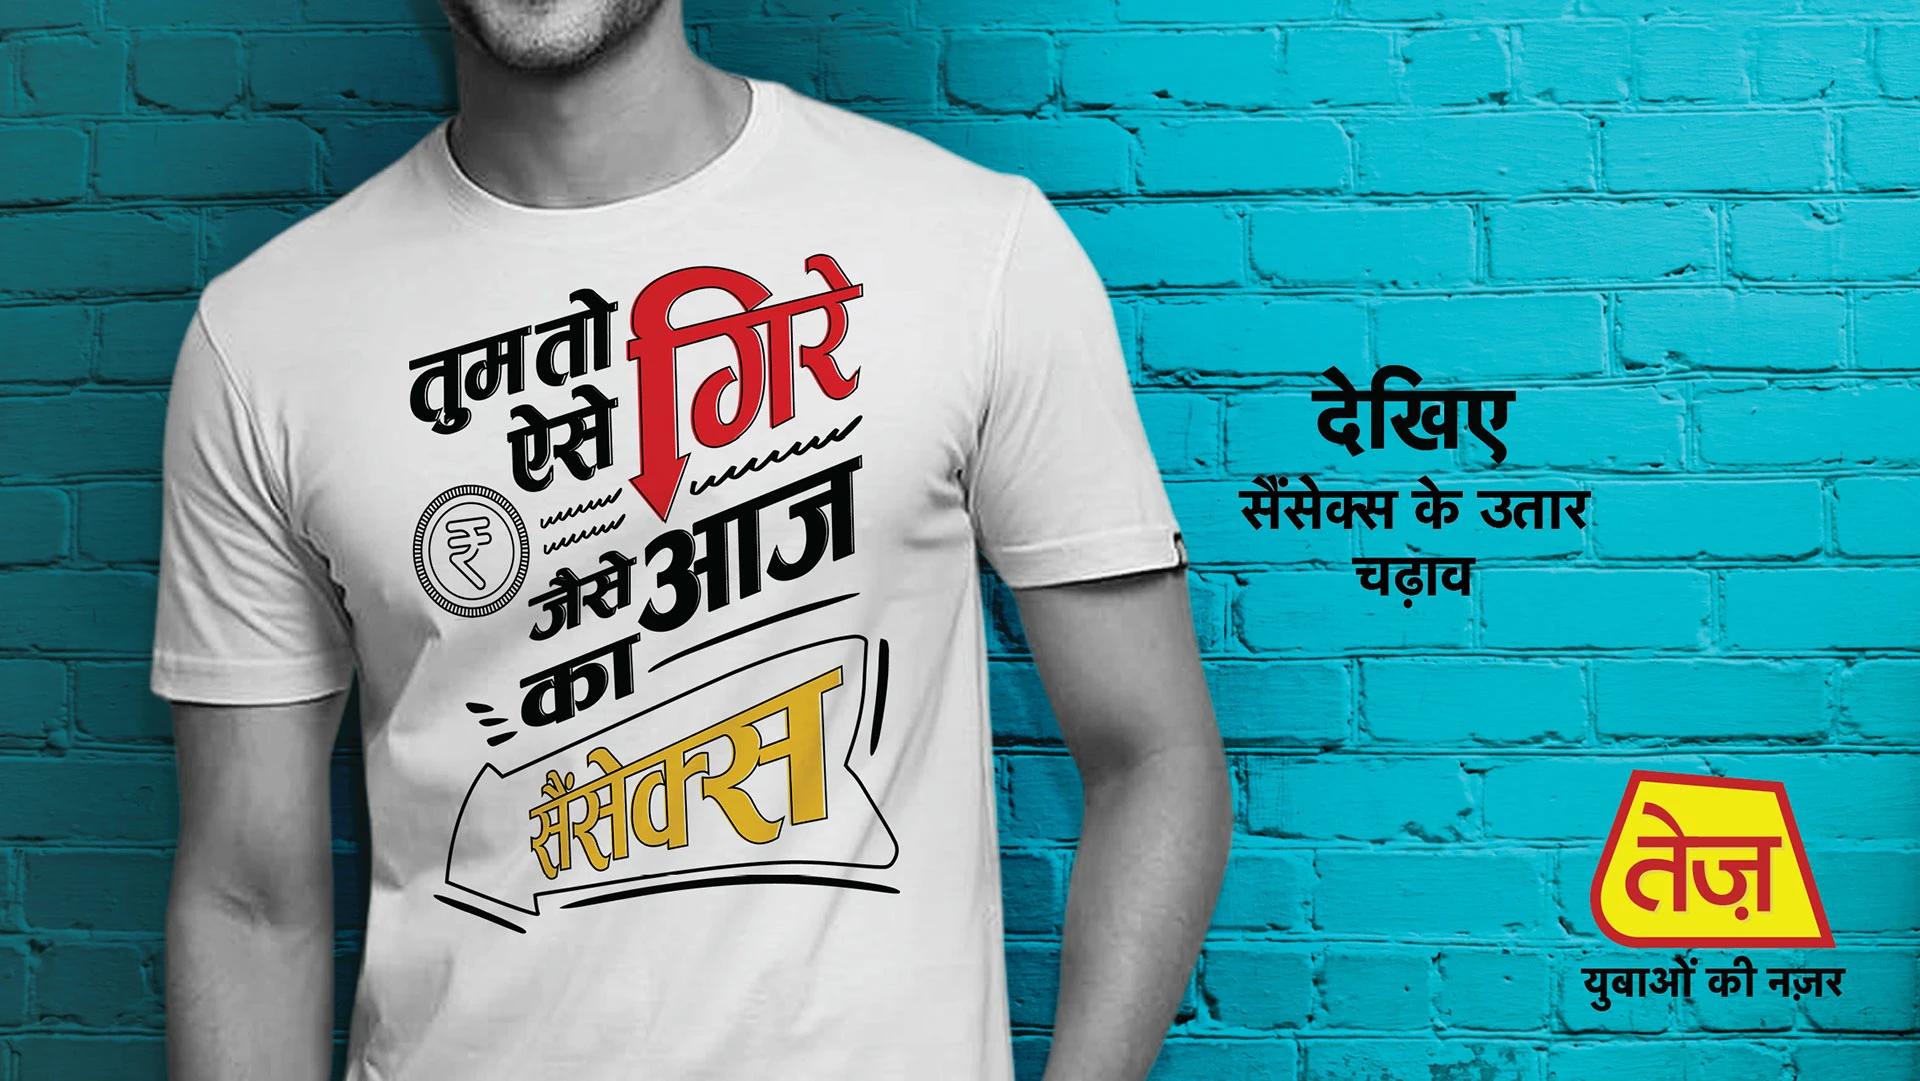 तुम तो गिरे
ऐसे
जैसे आज
का
सैंसेक्स
देखिए
सैंसेक्स के उतार
चढ़ाव
तेज़
युवाओं की नज़र